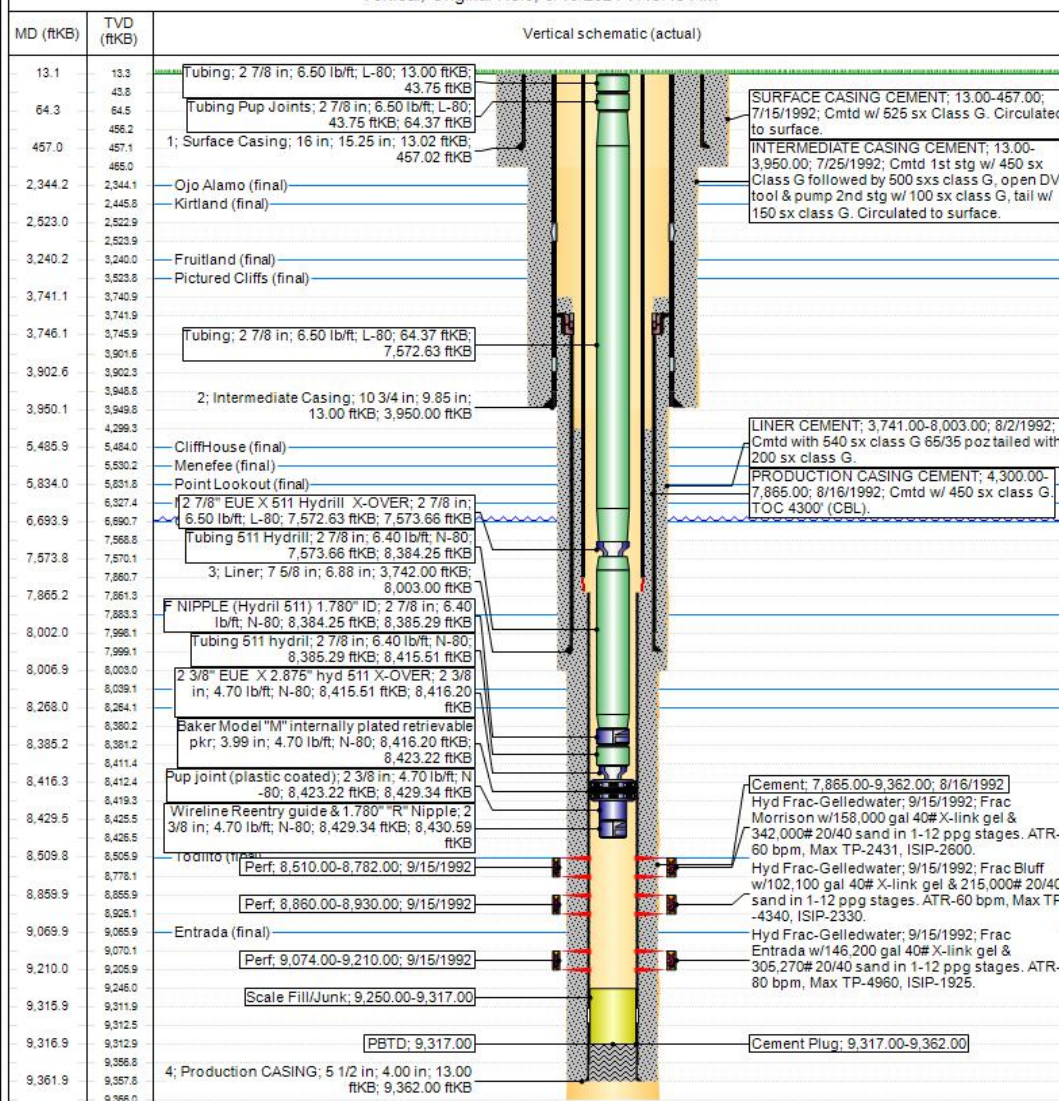 MD (ftKB)
TVD
(ftKB)
Vertical schematic (actual)
13.1
64.3
457.0
2,344.2
2,523.0
3,240.2
3,741.1
3,746.1
3,902.6
3,950.1
5,485.9
5,834.0
6,693.9
7,573.8
7,865.2
8,002.0
8,006.9
8,268.0
8,385.2
8,416.3
8,429.5
8,509.8
8,859.9
9,069.9
9,210.0
9,315.9
9,316.9
9,361.9
13.3
43.8
64.5
456.2
457.1
465.0
2,344.1
2,445.8
2,522.9
2,523.9
3,240.0
3,523.8
3,740.9
3,741.9
3,745.9
3,901.6
3,902.3
3,948.8
3,949.8
4,299.3
5,484.0
5,530.2
5,831.8
6,327.4
6,690.7
7,568.8
7,570.1
7,860.7
7,861.3
7,883.3
7,998.1
7,999.1
8,003.0
8,039.1
8,264.1
8,380.2
8,381.2
8,411.4
8,412.4
8,419.3
8,425.5
8,426.5
8,505.9
8,778.1
8,855.9
8,926.1
9,065.9
9,070.1
9,205.9
9,246.0
9,311.9
9,312.5
9,312.9
9,356.8
9,357.8
9,366.0
Tubing; 2 7/8 in; 6.50 lb/ft; L-80; 13.00 ftKB;
43.75 ftKB
Tubing Pup Joints; 2 7/8 in; 6.50 lb/ft; L-80;
43.75 ftKB; 64.37 ftKB
1; Surface Casing; 16 in; 15.25 in; 13.02 ftKB;
457.02 ftKB
Ojo Alamo (final)
Kirtland (final)
Fruitland (final)
Pictured Cliffs (final)
Tubing; 2 7/8 in; 6.50 lb/ft; L-80; 64.37 ftKB;
7,572.63 ftKB
2; Intermediate Casing; 10 3/4 in; 9.85 in;
13.00 ftKB; 3,950.00 ftKB
CliffHouse (final)
Menefee (final)
Point Lookout (final)
2 7/8" EUE X 511 Hydrill X-OVER; 2 7/8 in;
6.50 lb/ft; L-80; 7,572.63 ftKB; 7,573.66 ftKB
Tubing 511 Hydrill; 2 7/8 in; 6.40 lb/ft; N-80;
7,573.66 ftKB; 8,384.25 ftKB
3; Liner; 7 5/8 in; 6.88 in; 3,742.00 ftKB;
8,003.00 ftKB
F NIPPLE (Hydril 511) 1.780" ID; 2 7/8 in; 6.40
lb/ft; N-80; 8,384.25 ftKB; 8,385.29 ftKB
Tubing 511 hydril; 2 7/8 in; 6.40 lb/ft; N-80;
8,385.29 ftKB; 8,415.51 ftKB
2 3/8" EUE X 2.875" hyd 511 X-OVER; 2 3/8
in; 4.70 lb/ft; N-80; 8,415.51 ftKB; 8,416.20
ftKB
Baker Model "M" internally plated retrievable
pkr; 3.99 in; 4.70 lb/ft; N-80; 8,416.20 ftKB;
8,423.22 ftKB
Pup joint (plastic coated); 2 3/8 in; 4.70 lb/ft; N
-80; 8,423.22 ftKB; 8,429.34 ftKB
Wireline Reentry guide & 1.780" "R" Nipple; 2
3/8 in; 4.70 lb/ft; N-80; 8,429.34 ftKB; 8,430.59
ftKB
Todilto (final)
Perf; 8,510.00-8,782.00; 9/15/1992
Perf; 8,860.00-8,930.00; 9/15/1992
Entrada (final)
Perf; 9,074.00-9,210.00; 9/15/1992
Scale Fill/Junk; 9,250.00-9,317.00
PBTD; 9,317.00
4; Production CASING; 5 1/2 in; 4.00 in; 13.00
ftKB; 9,362.00 ftKB
SURFACE CASING CEMENT; 13.00-457.00;
7/15/1992; Cmtd w/ 525 sx Class G. Circulated
to surface.
INTERMEDIATE CASING CEMENT; 13.00-
3,950.00; 7/25/1992; Cmtd 1st stg w/ 450 sx
Class G followed by 500 sxs class G, open DV
tool & pump 2nd stg w/ 100 sx class G, tail w/
150 sx class G. Circulated to surface.
LINER CEMENT; 3,741.00-8,003.00; 8/2/1992;
Cmtd with 540 sx class G 65/35 poz tailed with
200 sx class G.
PRODUCTION CASING CEMENT; 4,300.00-
7,865.00; 8/16/1992; Cmtd w/ 450 sx class G.
TOC 4300' (CBL).
Cement; 7,865.00-9,362.00; 8/16/1992
Hyd Frac-Gelledwater; 9/15/1992; Frac
Morrison w/158,000 gal 40# X-link gel &
342,000# 20/40 sand in 1-12 ppg stages. ATR-
60 bpm, Max TP-2431, ISIP-2600.
Hyd Frac-Gelledwater; 9/15/1992; Frac Bluff
w/102,100 gal 40# X-link gel & 215,000# 20/40
sand in 1-12 ppg stages. ATR-60 bpm, Max TP
-4340, ISIP-2330.
Hyd Frac-Gelledwater; 9/15/1992; Frac
Entrada w/146,200 gal 40# X-link gel &
305,270# 20/40 sand in 1-12 ppg stages. ATR-
80 bpm, Max TP-4960, ISIP-1925.
Cement Plug; 9,317.00-9,362.00